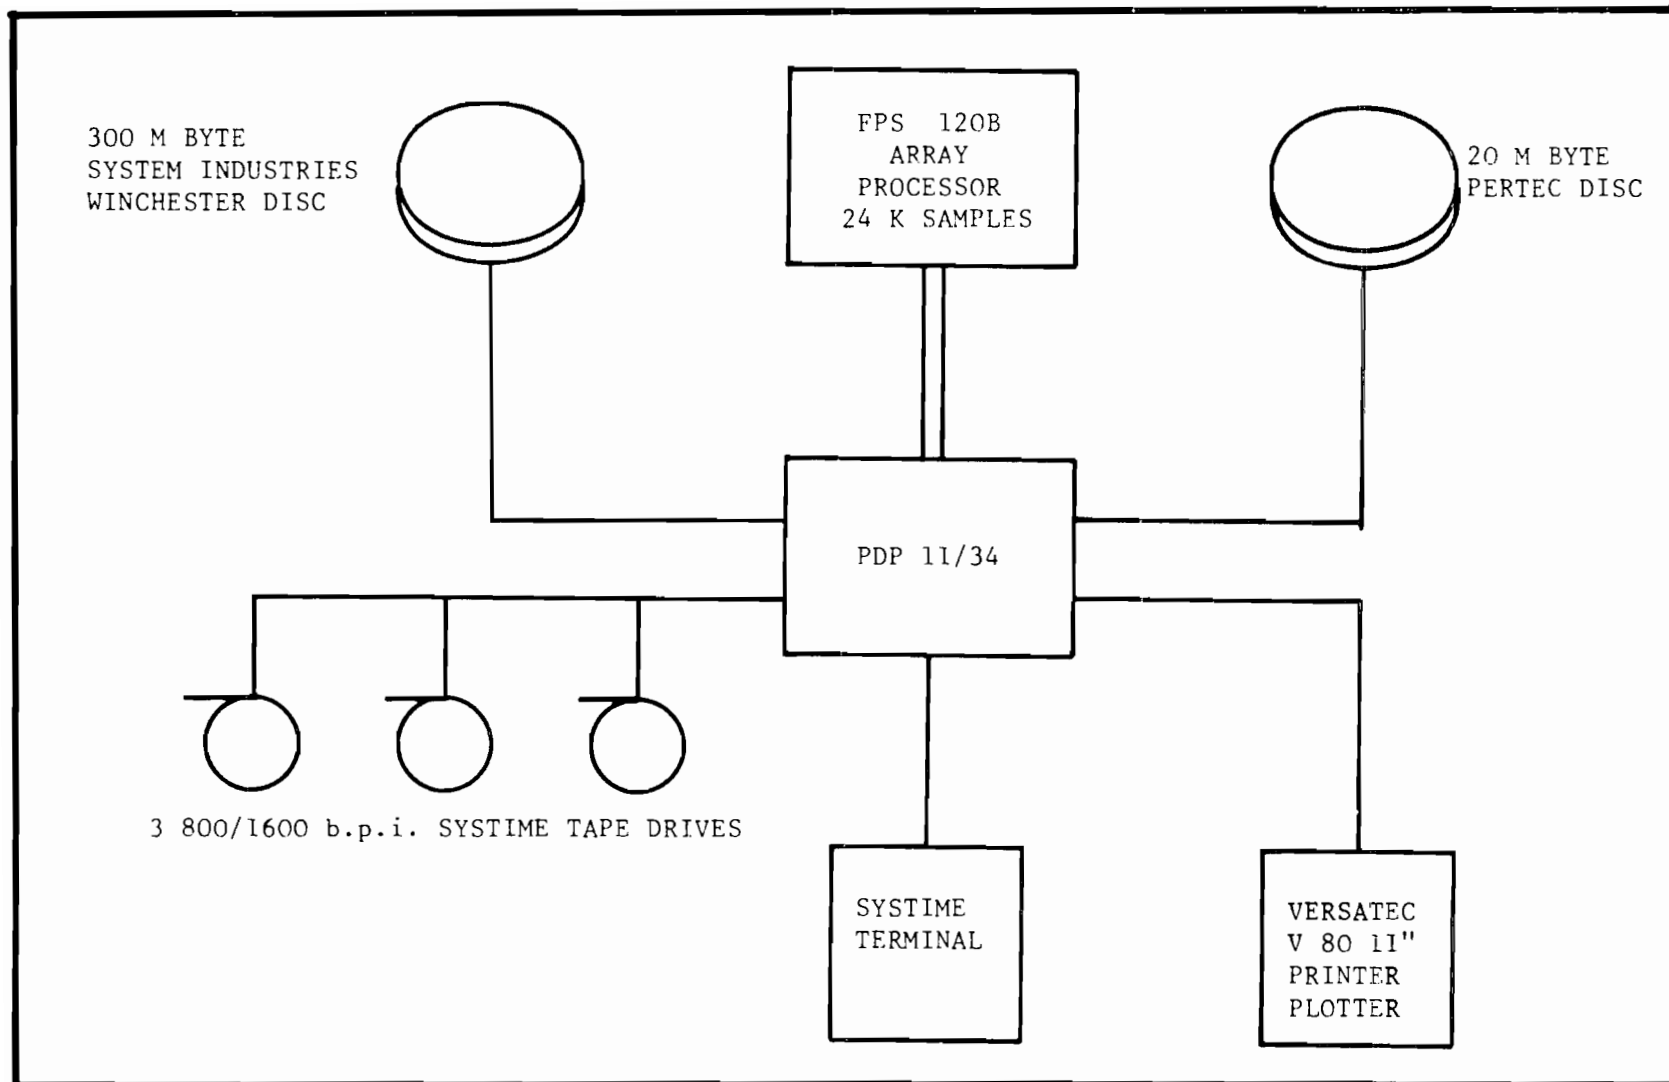 300 M BYTE
SYSTEM INDUSTRIES
WINCHESTER DISC
FPS 120B
ARRAY
PROCESSOR
24 K SAMPLES
20 M BYTE
PERTEC DISC
PDP 11/34
3 800/1600 b.p.i. SYSTIME TAPE DRIVES
SYSTIME
TERMINAL
VERSATEC
V 80 11"
PRINTER
PLOTTER